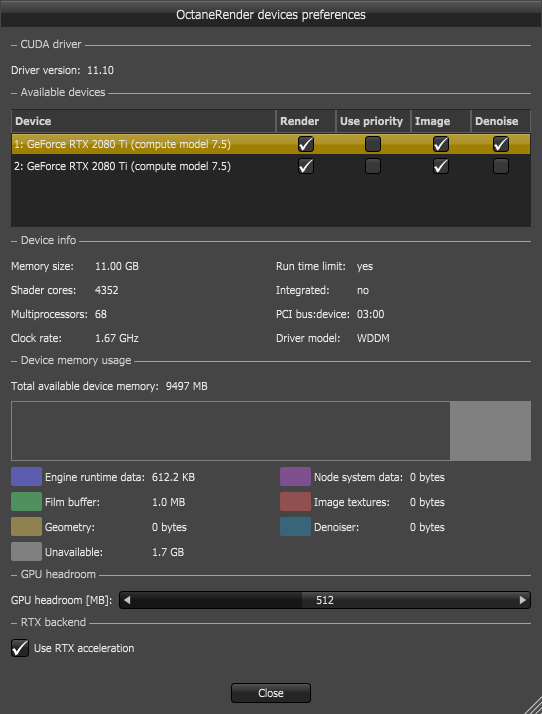 OctaneRender devices preferences
CUDA driver
Driver version: 11.10
Available devices
Device Render Use priority Image Denoise
1: GeForce RTX 2080 Ti (compute model 7.5)
2: GeForce RTX 2080 Ti (compute model 7.5)
Device info
Memory size: 11.00 GB Run time limit: yes
Shader cores: 4352 Integrated: no
Multiprocessors: 68 PCI bus:device: 03:00
Clock rate: 1.67 GHz Driver model: WDDM
Device memory usage
Total available device memory: 9497 MB
Engine runtime data: 612.2 KB Node system data: 0 bytes
Film buffer: 1.0 MB Image textures: 0 bytes
Geometry: 0 bytes Denoiser: 0 bytes
Unavailable: 1.7 GB
GPU headroom
GPU headroom [MB]: 512
RTX backend
Use RTX acceleration
Close